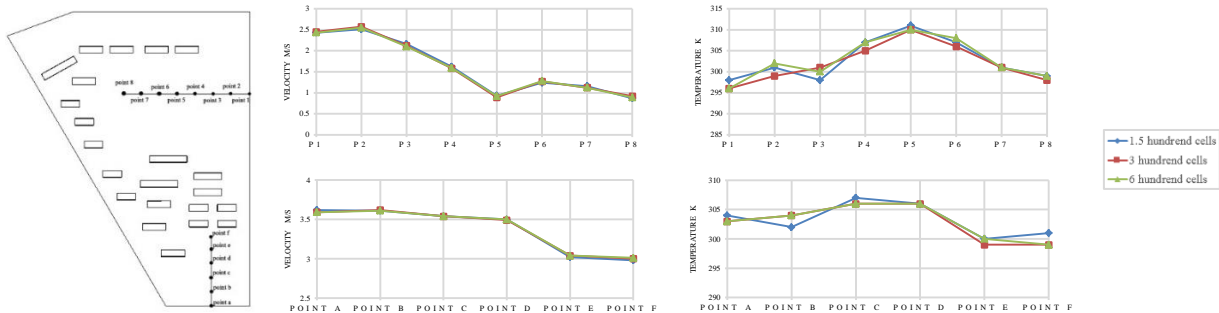 point 8
point 6
point 4
point 2
point 7
point 5
point 3
point 1
point f
point e
point d
point c
point b
point a
VELOCITY M/S
3
2.5
2
1.5
1
0.5
0
P 1 P 2 P 3 P 4 P 5 P 6 P 7 P 8
TEMPERATURE K
315
310
305
300
295
290
285
P 1 P 2 P 3 P 4 P 5 P 6 P 7 P 8
1.5 hundrend cells
3 hundrend cells
6 hundrend cells
VELOCITY M/S
4
3.5
3
2.5
POINT A POINT B POINT C POINT D POINT E POINT F
TEMPERATURE K
310
305
300
295
290
POINT A POINT B POINT C POINT D POINT E POINT F